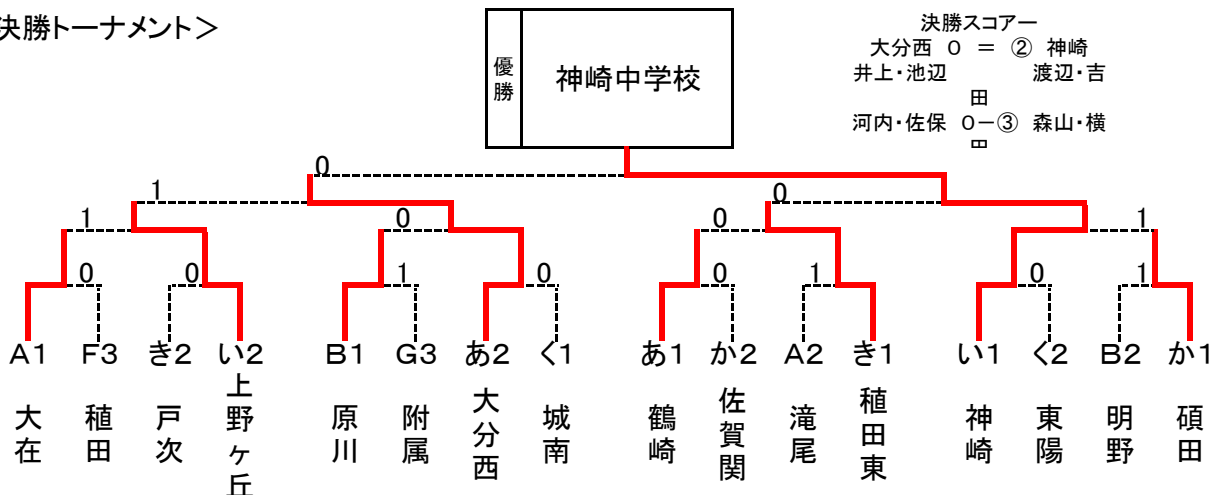 決勝トーナメント＞
優勝
神崎中学校
決勝スコアー
大分西 0 ＝ ② 神崎
井上・池辺 渡辺・吉
田
河内・佐保 0－③ 森山・横
0
1 0
1 0 0 1
0 0 1 0 0 1 0 1
A1 F3 き2 い2 B1 G3 あ2 く1 あ1 か2 A2 き1 い1 く2 B2 か1
大在 稙田 戸次 上野ヶ丘 原川 附属 大分西 城南 鶴崎 佐賀関 滝尾 稙田東 神崎 東陽 明野 碩田